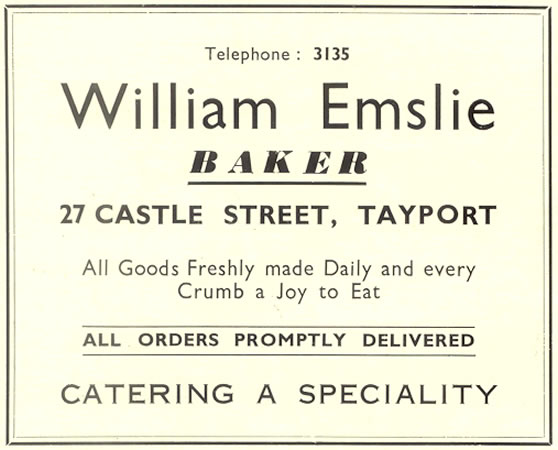 Telephone : 3135
William Emslie
BAKER
27 CASTLE STREET, TAYPORT
All Goods Freshly made Daily and every
Crumb a Joy to Eat
ALL ORDERS PROMPTLY DELIVERED
CATERING A SPECIALITY